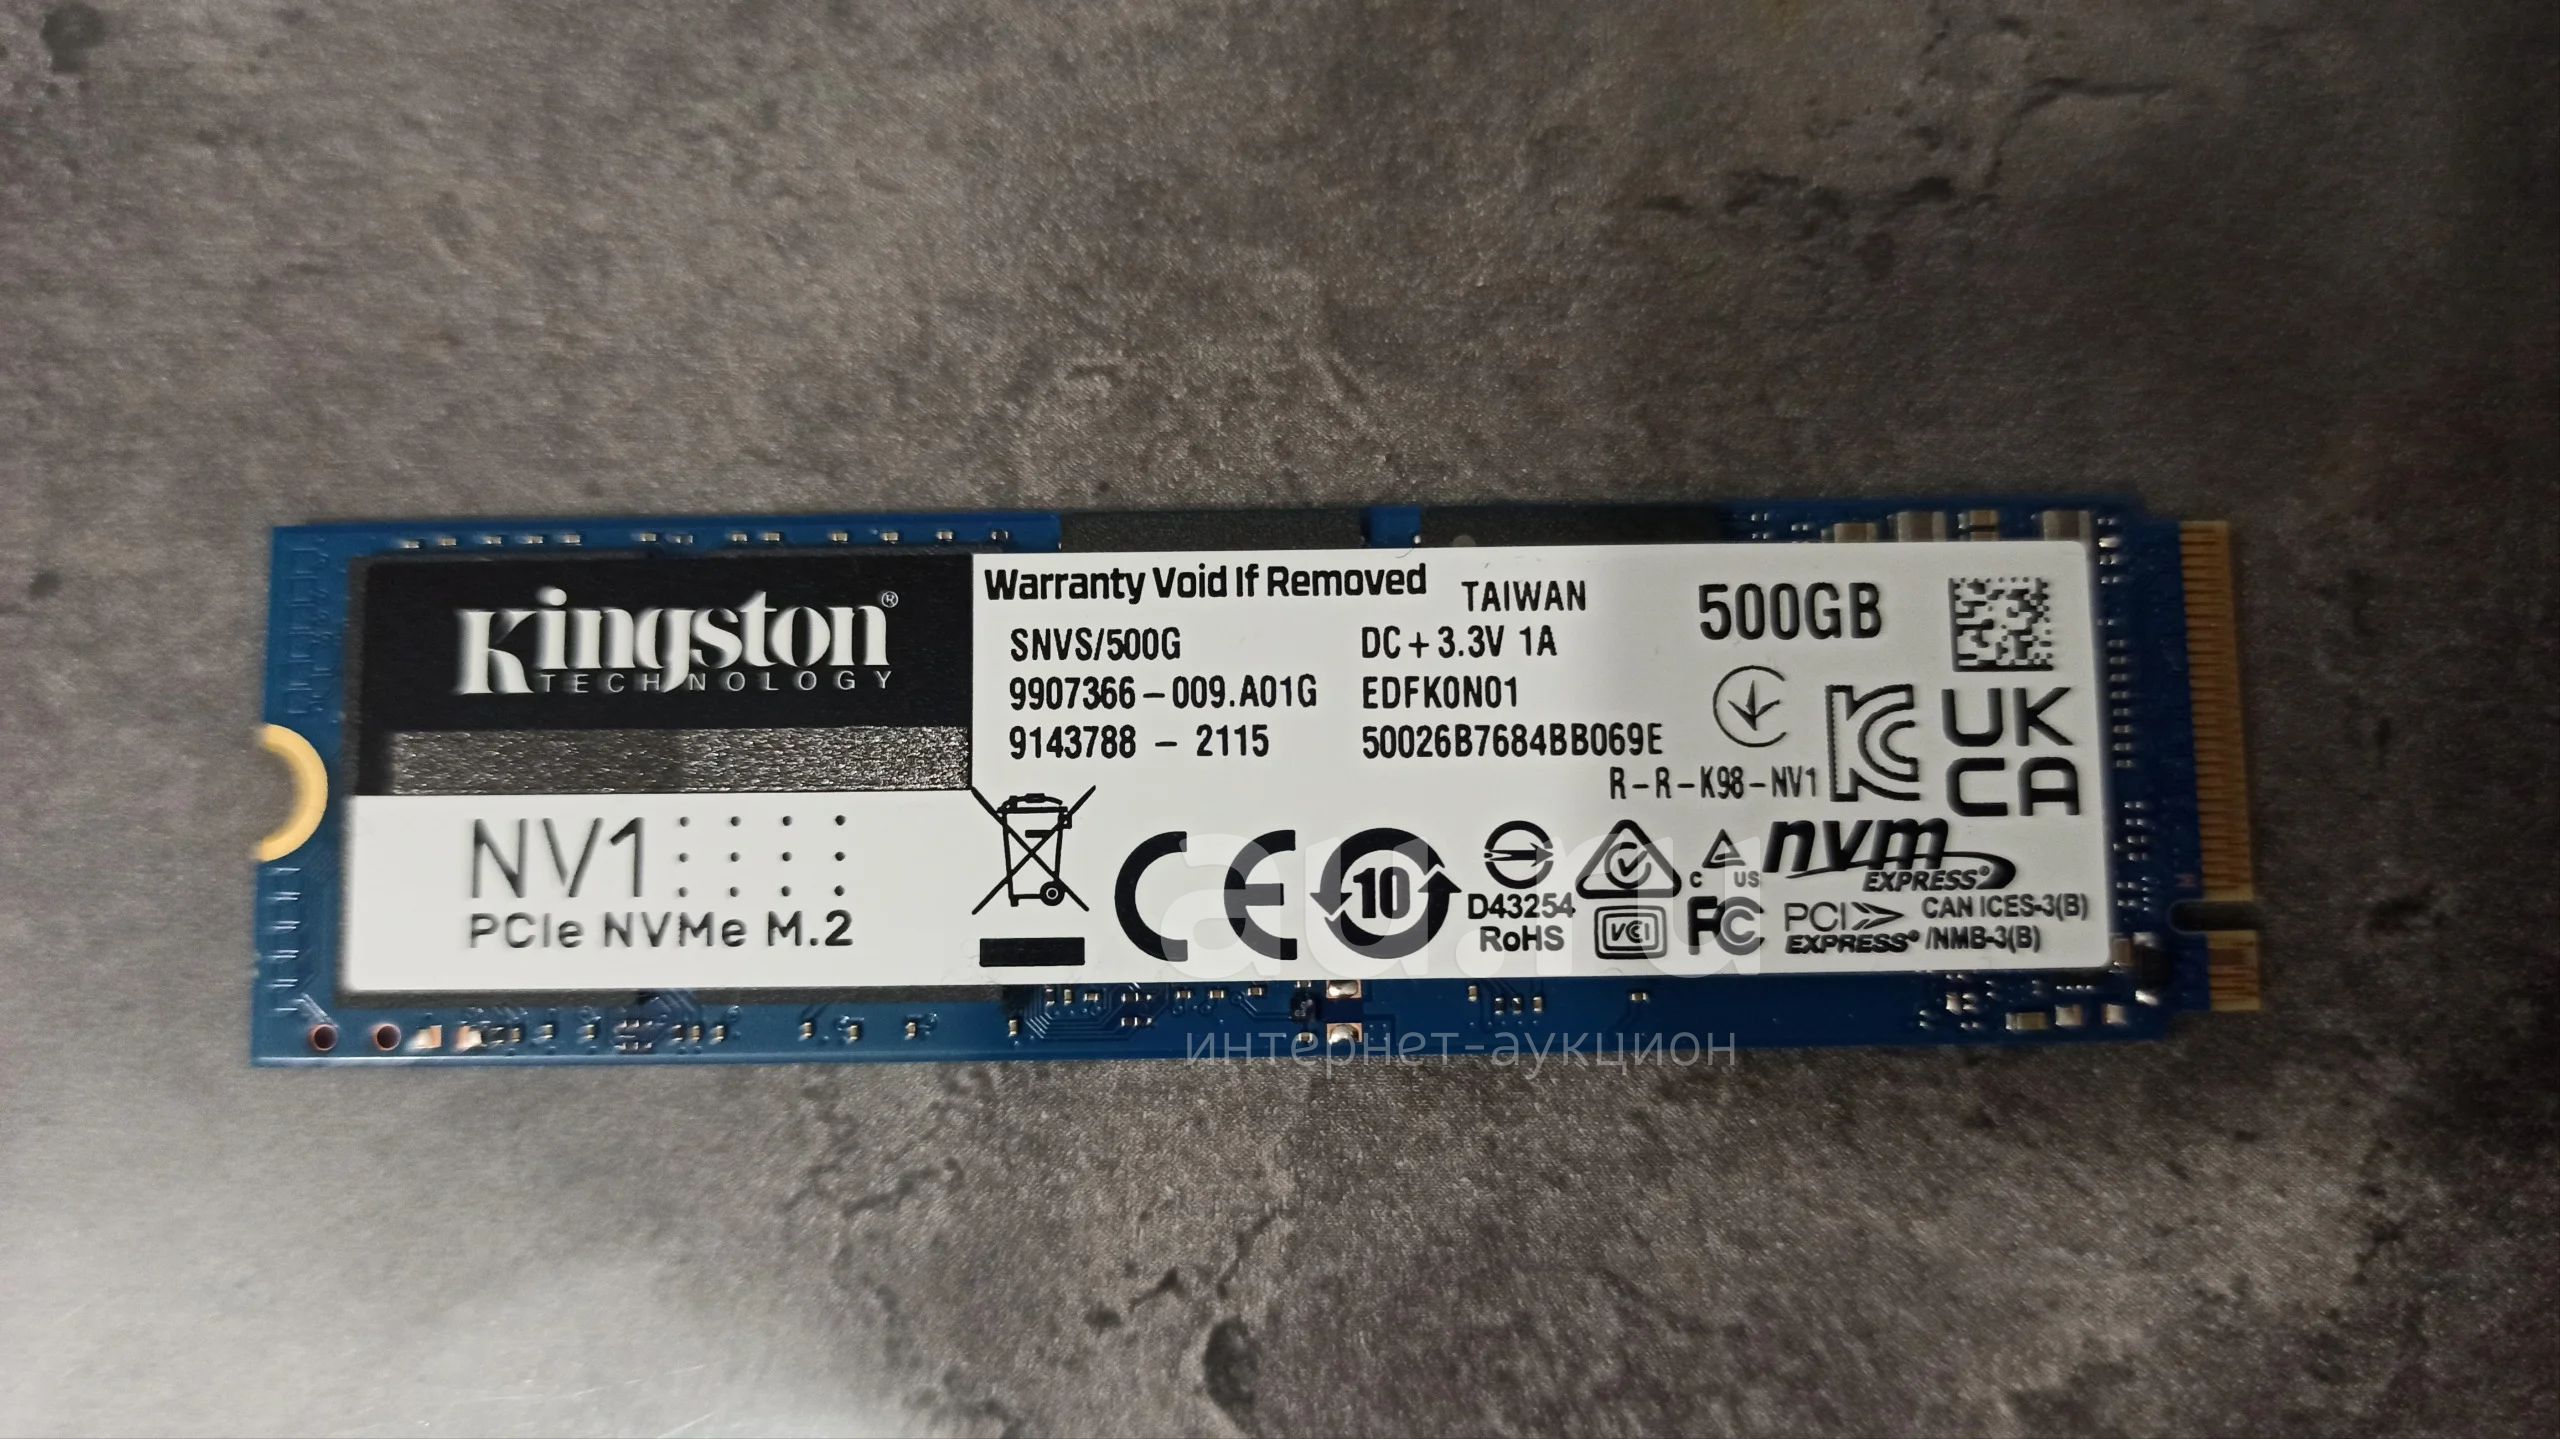 Kingston®
TECHNOLOGY
NV1
PCIe NVMe M.2
Warranty Void If Removed
TAIWAN
SNVS/500G
DC+3.3V 1A
9907366-009.A01G
EDFK0N01
9143788 - 2115
50026B7684BB069E
500GB
R-R-K98-NV1
UK
CA
CE
10
D43254
RoHS
VCI
C US
FC
nvm
EXPRESS®
PCI
EXPRESS®
CAN ICES-3(B)
/NMB-3(B)
au.ru
интернет-аукцион